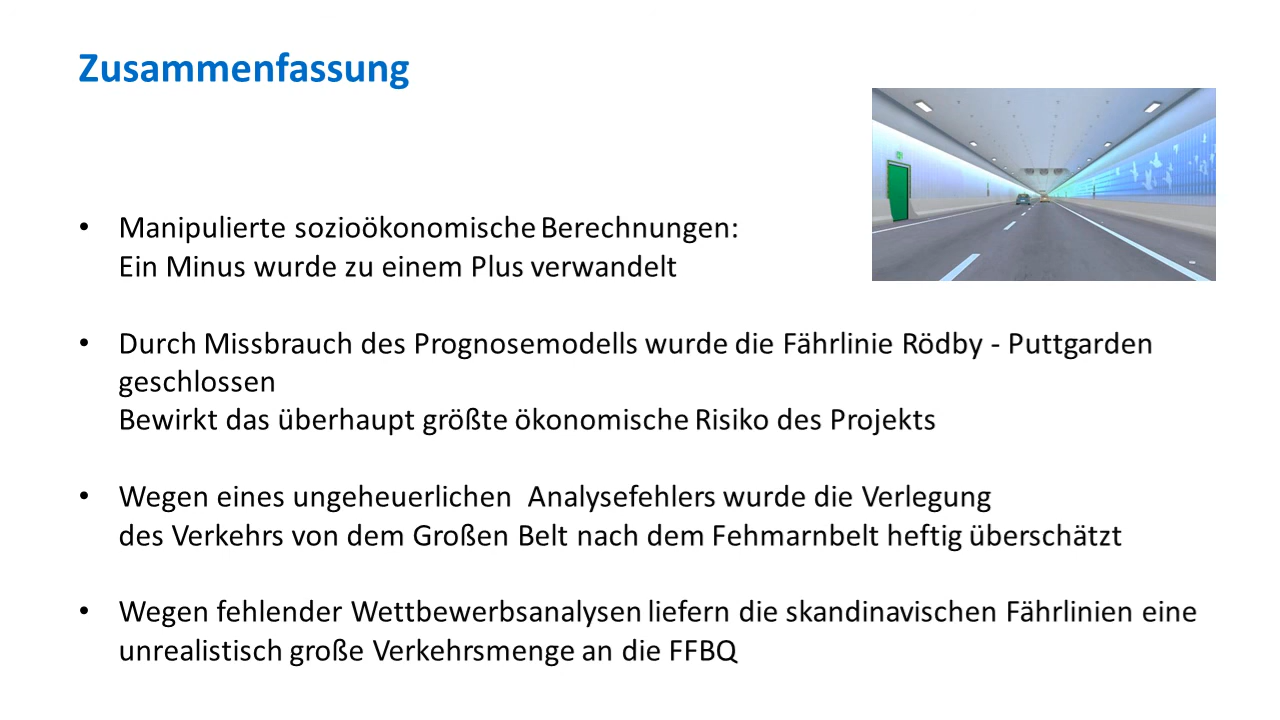 Zusammenfassung
• Manipulierte sozioökonomische Berechnungen:
Ein Minus wurde zu einem Plus verwandelt
• Durch Missbrauch des Prognosemodells wurde die Fährlinie Rödby - Puttgarden
geschlossen
Bewirkt das überhaupt größte ökonomische Risiko des Projekts
• Wegen eines ungeheuerlichen  Analysefehlers wurde die Verlegung
des Verkehrs von dem Großen Belt nach dem Fehmarnbelt heftig überschätzt
• Wegen fehlender Wettbewerbsanalysen liefern die skandinavischen Fährlinien eine
unrealistisch große Verkehrsmenge an die FFBQ